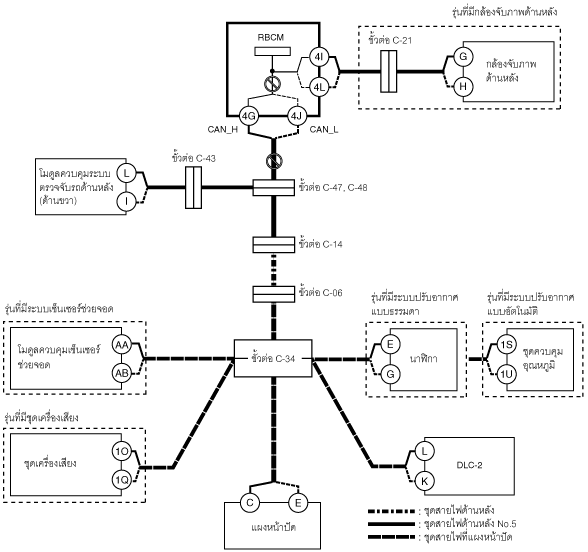 รุ่นที่มีกล้องจับภาพด้านหลัง
RBCM
ขั้วต่อ C-21
4I
4L
G
H
กล้องจับภาพ
ด้านหลัง
4G
4J
CAN_H
CAN_L
ขั้วต่อ C-43
โมดูลควบคุมระบบ
ตรวจจับรถด้านหลัง
(ด้านขวา)
L
I
ขั้วต่อ C-47, C-48
ขั้วต่อ C-14
ขั้วต่อ C-06
รุ่นที่มีระบบเซ็นเซอร์ช่วยจอด
โมดูลควบคุมเซ็นเซอร์
ช่วยจอด
AA
AB
ขั้วต่อ C-34
รุ่นที่มีระบบปรับอากาศ
แบบธรรมดา
E
G
นาฬิกา
รุ่นที่มีระบบปรับอากาศ
แบบอัตโนมัติ
1S
1U
ชุดควบคุม
อุณหภูมิ
รุ่นที่มีชุดเครื่องเสียง
ชุดเครื่องเสียง
1O
1Q
L
K
DLC-2
C
E
แผงหน้าปัด
: ชุดสายไฟด้านหลัง
: ชุดสายไฟด้านหลัง No.5
: ชุดสายไฟที่แผงหน้าปัด